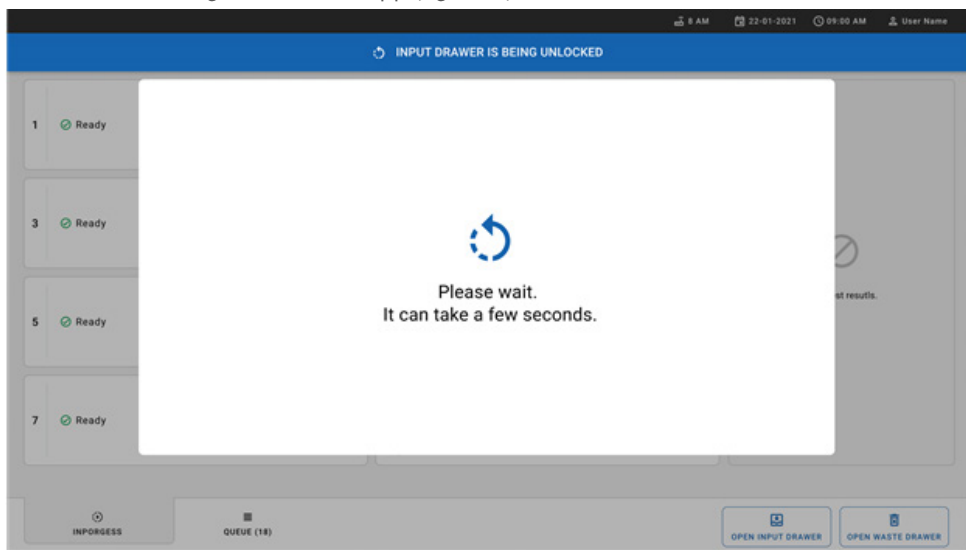 8 AM 22-01-2021 09:00 AM User Name
INPUT DRAWER IS BEING UNLOCKED
1 Ready
3 Ready
Please wait.
It can take a few seconds.
st resutls.
5 Ready
7 Ready
INPORGESS QUEUE (18) OPEN INPUT DRAWER OPEN WASTE DRAWER